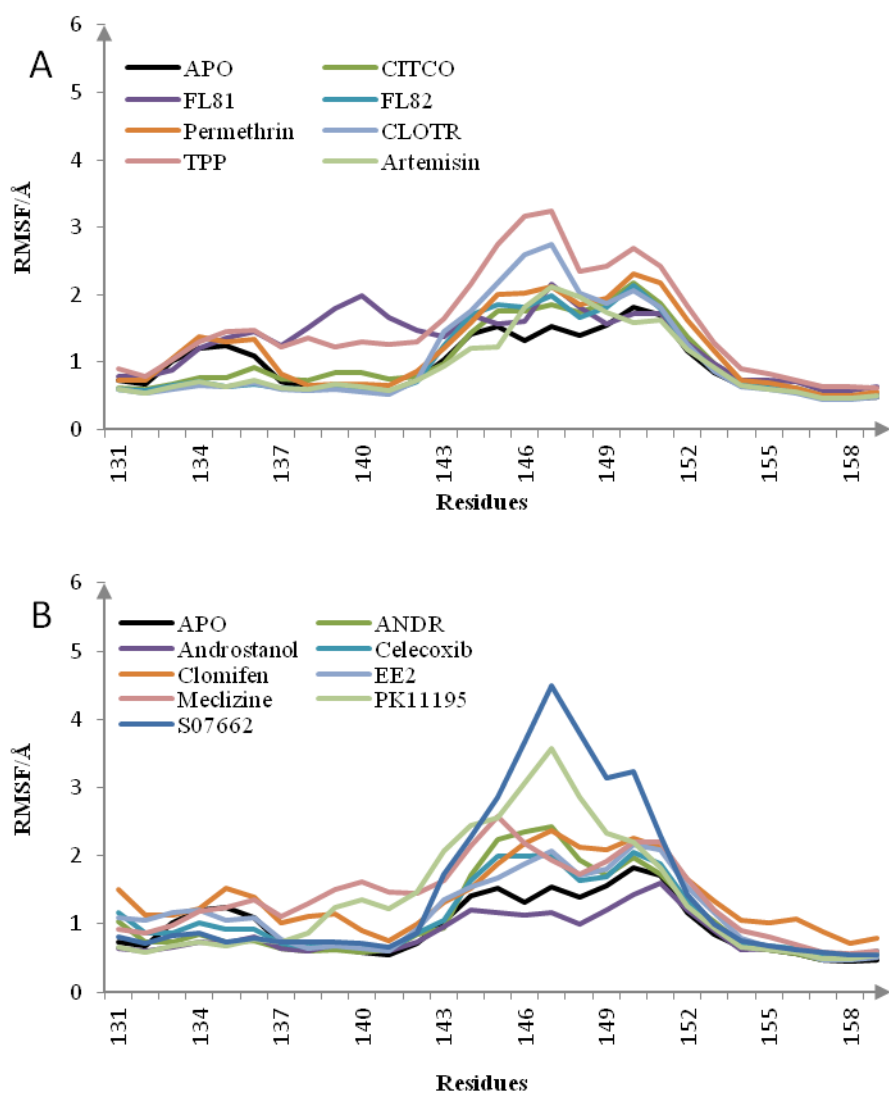 6
A
APO CITCO
5
FL81 FL82
Permethrin CLOTR
4
TPP Artemisin
RMSF/Å
3
2
1
0
131 134 137 140 143 146 149 152 155 158
Residues
6
B
APO ANDR
5
Androstanol Celecoxib
Clomifen EE2
4
Meclizine PK11195
S07662
RMSF/Å
3
2
1
0
131 134 137 140 143 146 149 152 155 158
Residues